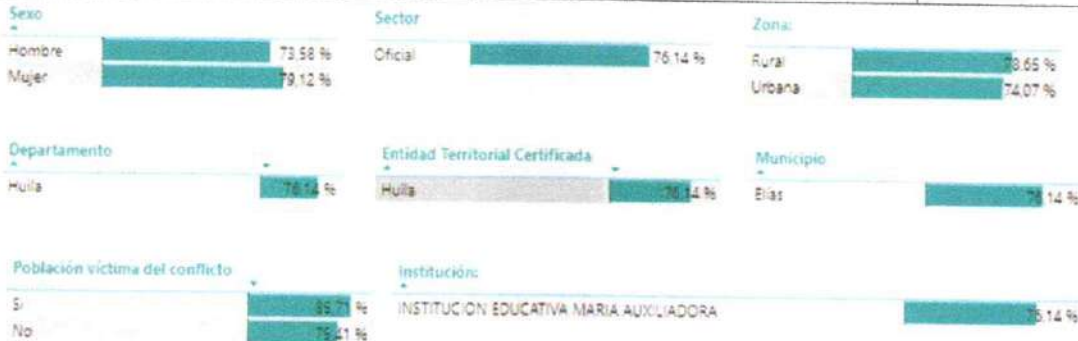 Sexo
Hombre 73,58 %
Mujer 79,12 %
Sector
Oficial 76,14 %
Zona:
Rural 78,65 %
Urbana 74,07 %
Departamento
Huila 76,14 %
Entidad Territorial Certificada
Huila 76,14 %
Municipio
Elías 76,14 %
Población víctima del conflicto
Si 85,71 %
No 75,41 %
Institución:
INSTITUCION EDUCATIVA MARIA AUXILIADORA 76,14 %